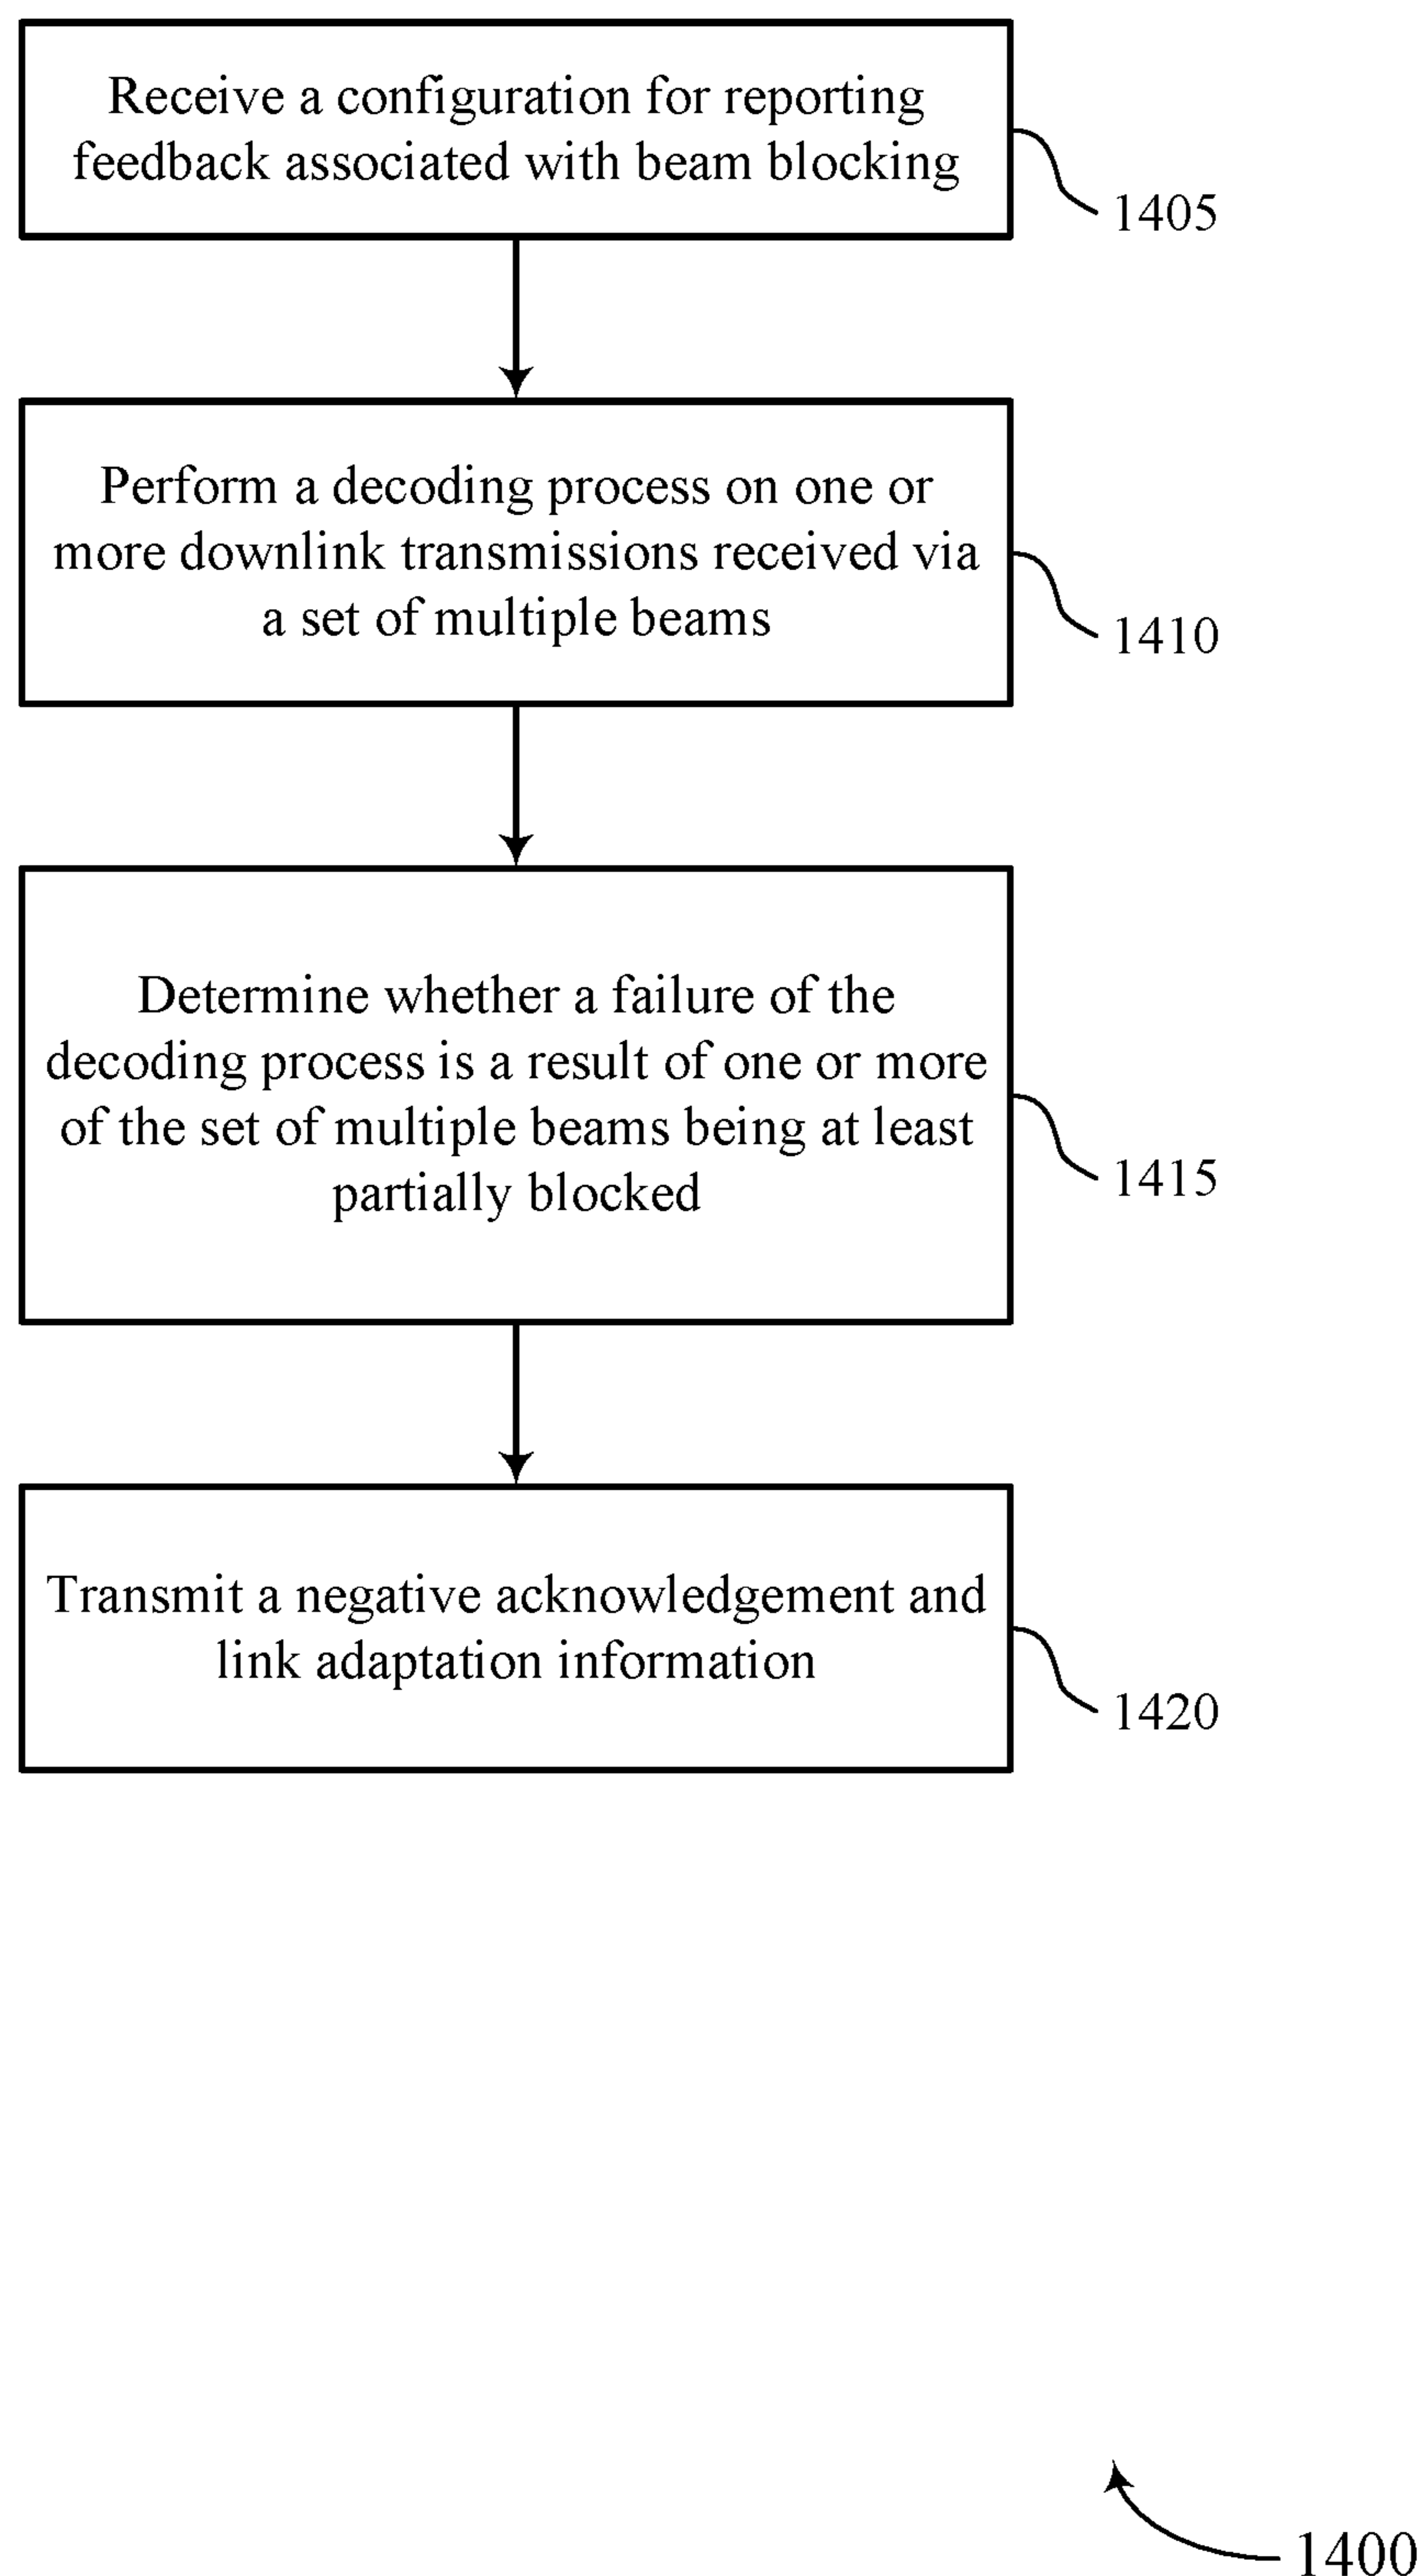 Receive a configuration for reporting
feedback associated with beam blocking
1405
Perform a decoding process on one or
more downlink transmissions received via
a set of multiple beams
1410
Determine whether a failure of the
decoding process is a result of one or more
of the set of multiple beams being at least
partially blocked
1415
Transmit a negative acknowledgement and
link adaptation information
1420
1400